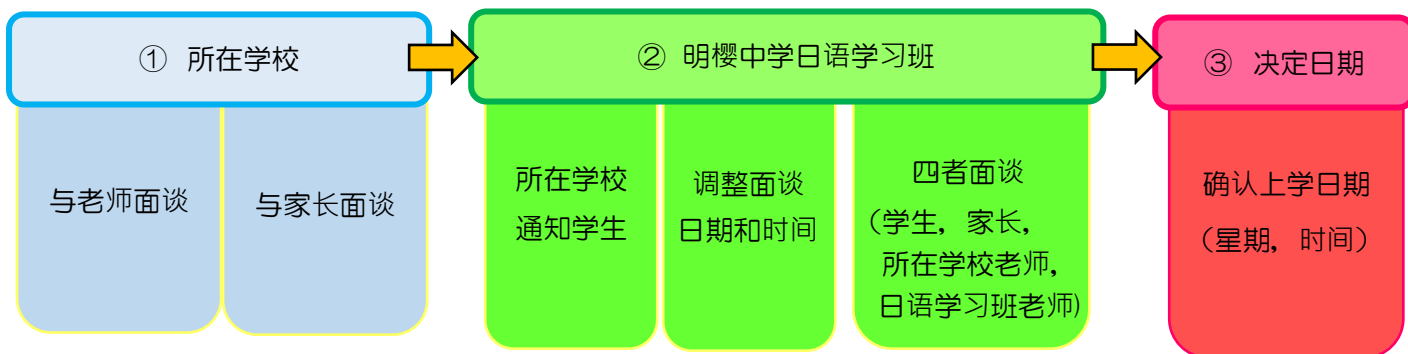 ① 所在学校
② 明樱中学日语学习班
③ 决定日期
与老师面谈
与家长面谈
所在学校
通知学生
调整面谈
日期和时间
四者面谈
（学生，家长，
所在学校老师，
日语学习班老师)
确认上学日期
（星期，时间）